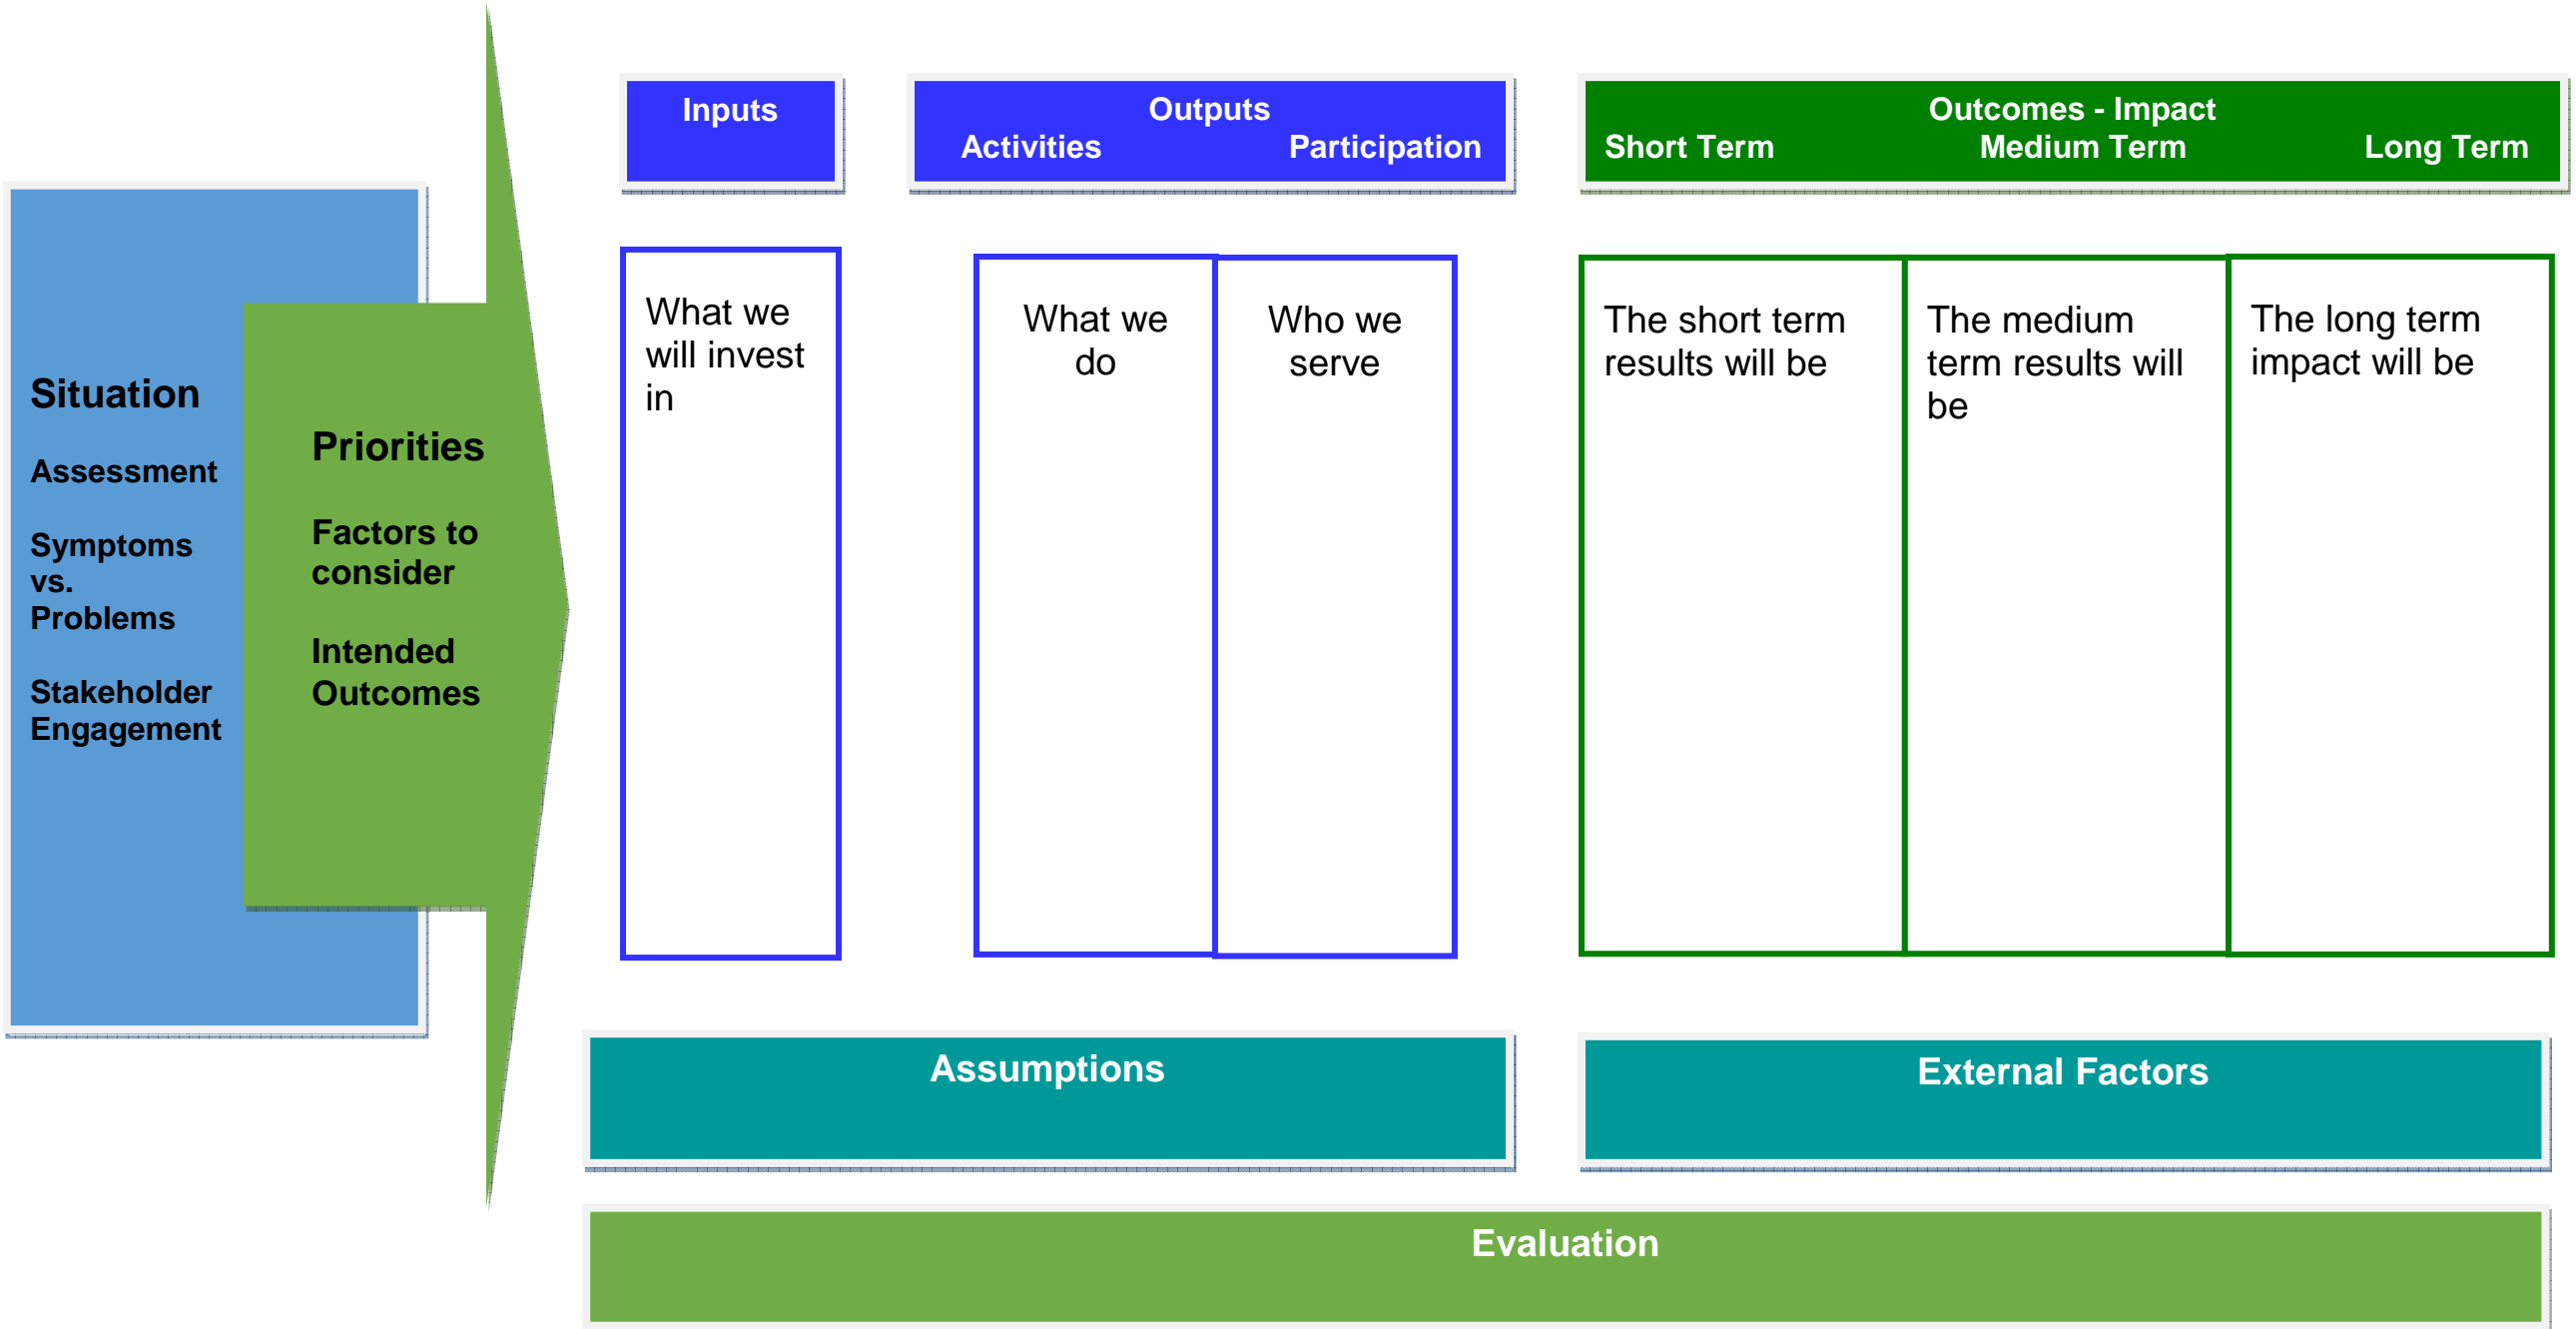 Situation
Assessment
Symptoms
vs.
Problems
Stakeholder
Engagement
Priorities
Factors to
consider
Intended
Outcomes
Inputs
What we
will invest
in
Outputs
Activities Participation
What we
do
Who we
serve
Outcomes - Impact
Short Term Medium Term Long Term
The short term
results will be
The medium
term results will
be
The long term
impact will be
Assumptions
External Factors
Evaluation